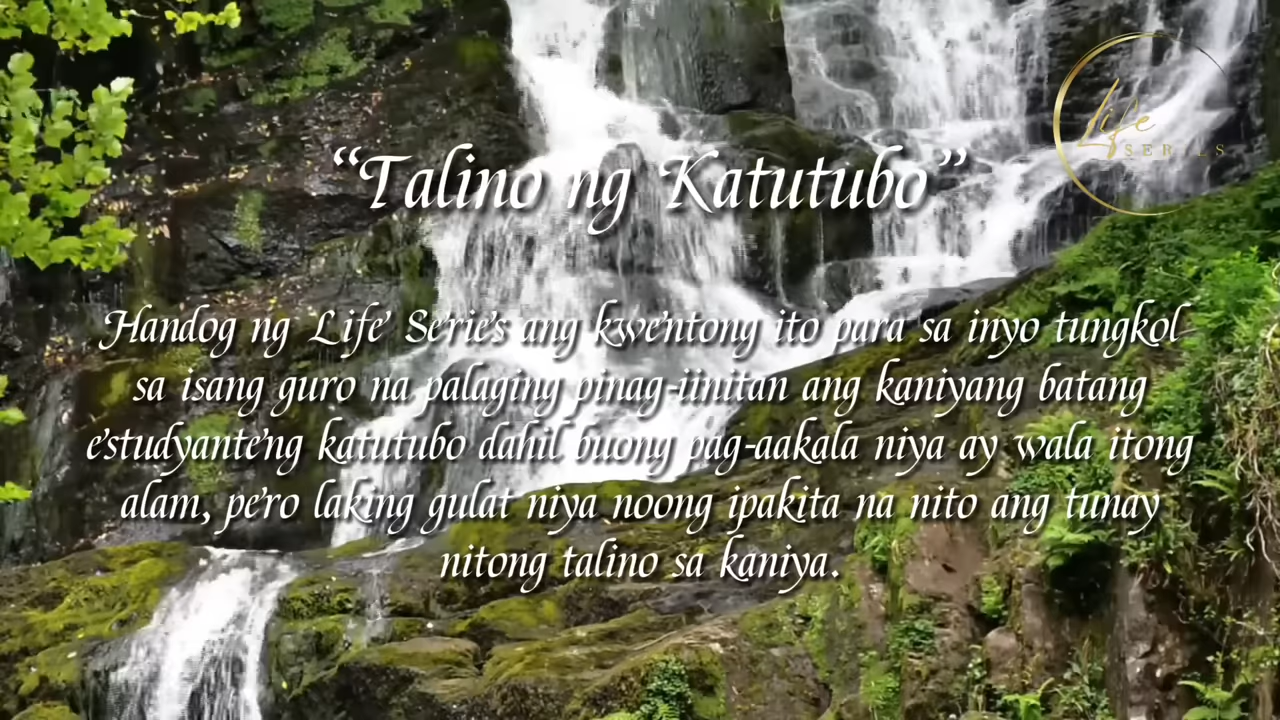 Life
SERIES
“Talino ng Katutubo”
Handog ng Life Series ang kwentong ito para sa inyo tungkol
sa isang guro na palaging pinag-iinitan ang kaniyang batang
estudyanteng katutubo dahil buong pag-aakala niya ay wala itong
alam, pero laking gulat niya noong ipakita na nito ang tunay
nitong talino sa kaniya.